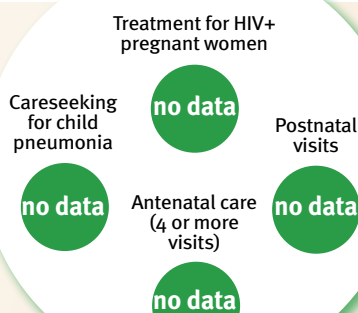 Treatment for HIV+
pregnant women
no data
Careseeking
for child
pneumonia
no data
Postnatal
visits
no data
Antenatal care
(4 or more
visits)
no data